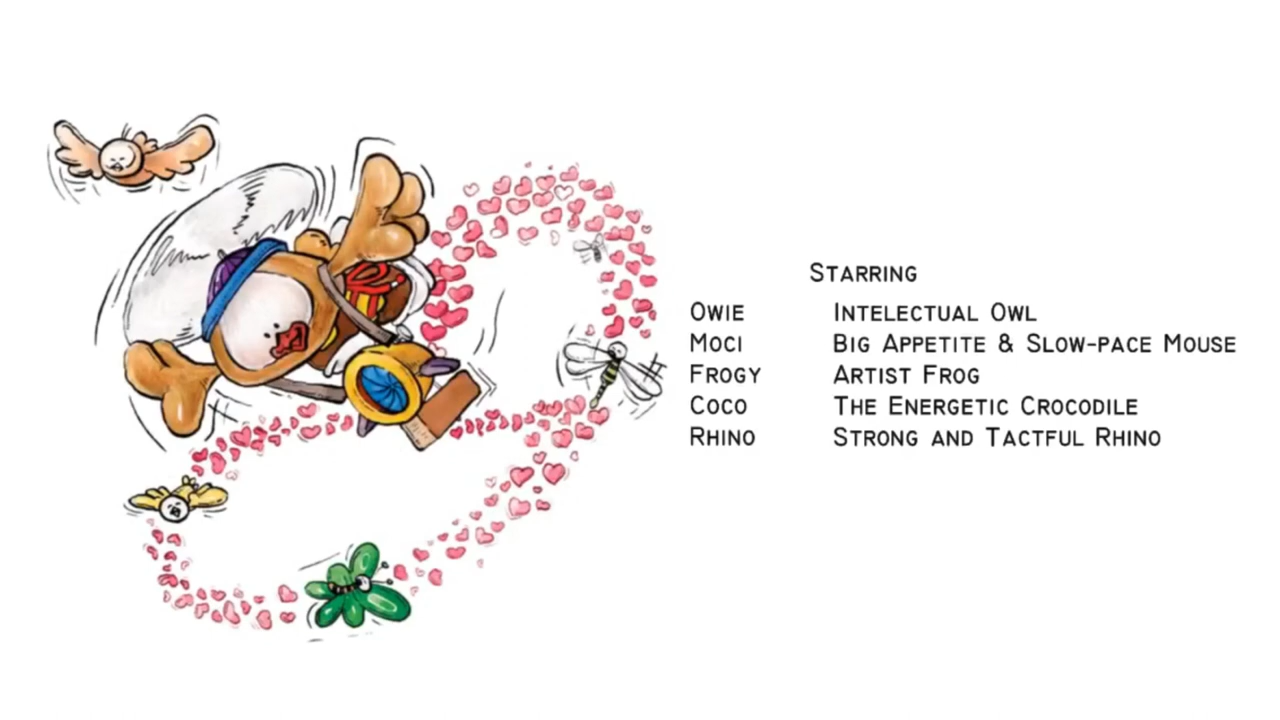 Starring
Owie Intelectual Owl
Moci Big Appetite & Slow-pace Mouse
Frogy Artist Frog
Coco The Energetic Crocodile
Rhino Strong and Tactful Rhino